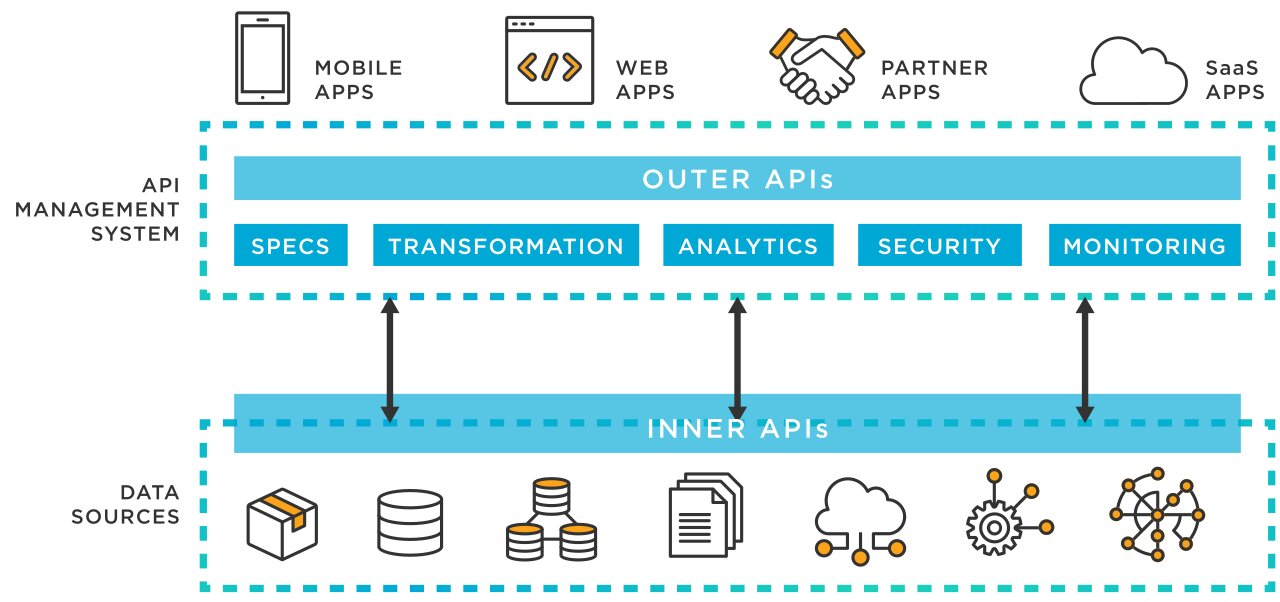 MOBILE
APPS
WEB
APPS
PARTNER
APPS
SaaS
APPS
API
MANAGEMENT
SYSTEM
OUTER APIs
SPECS
TRANSFORMATION
ANALYTICS
SECURITY
MONITORING
INNER APIs
DATA
SOURCES